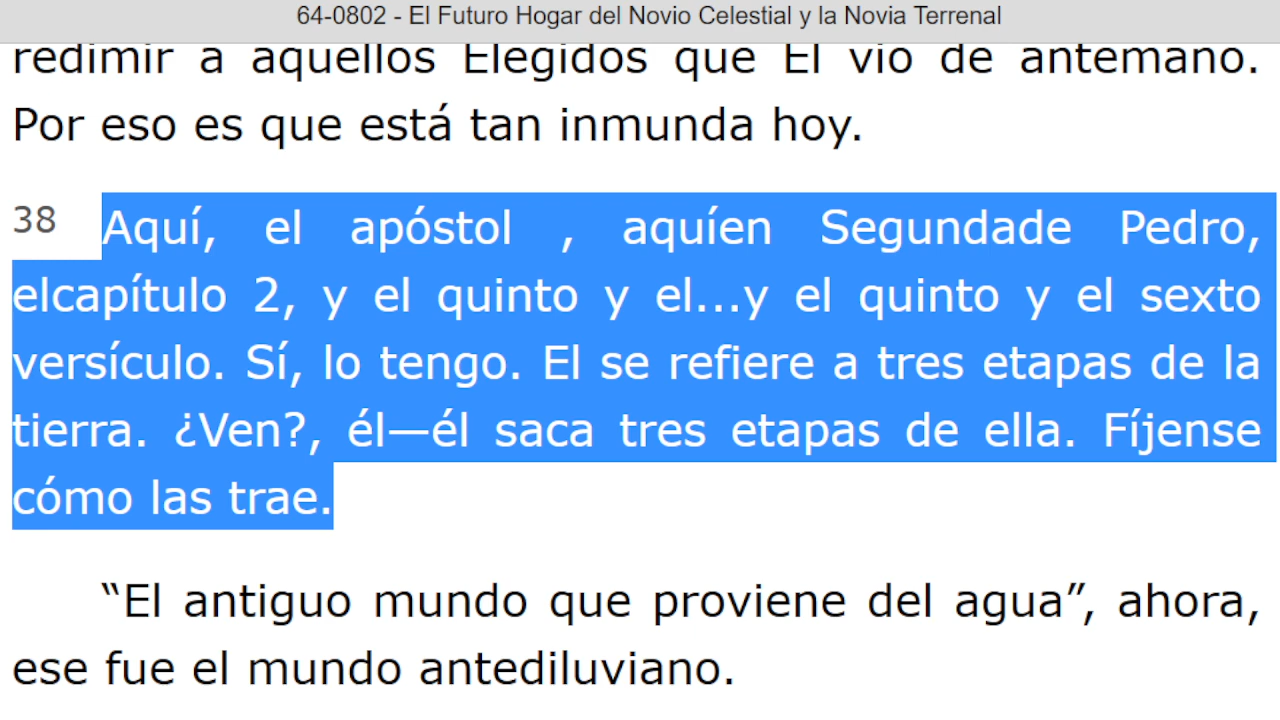 64-0802 - El Futuro Hogar del Novio Celestial y la Novia Terrenal
redimir a aquellos Elegidos que El vio de antemano.
Por eso es que está tan inmunda hoy.
38 Aquí, el apóstol , aquíen Segundade Pedro,
elcapítulo 2, y el quinto y el...y el quinto y el sexto
versículo. Sí, lo tengo. El se refiere a tres etapas de la
tierra. ¿Ven?, él—él saca tres etapas de ella. Fíjense
cómo las trae.
“El antiguo mundo que proviene del agua”, ahora,
ese fue el mundo antediluviano.